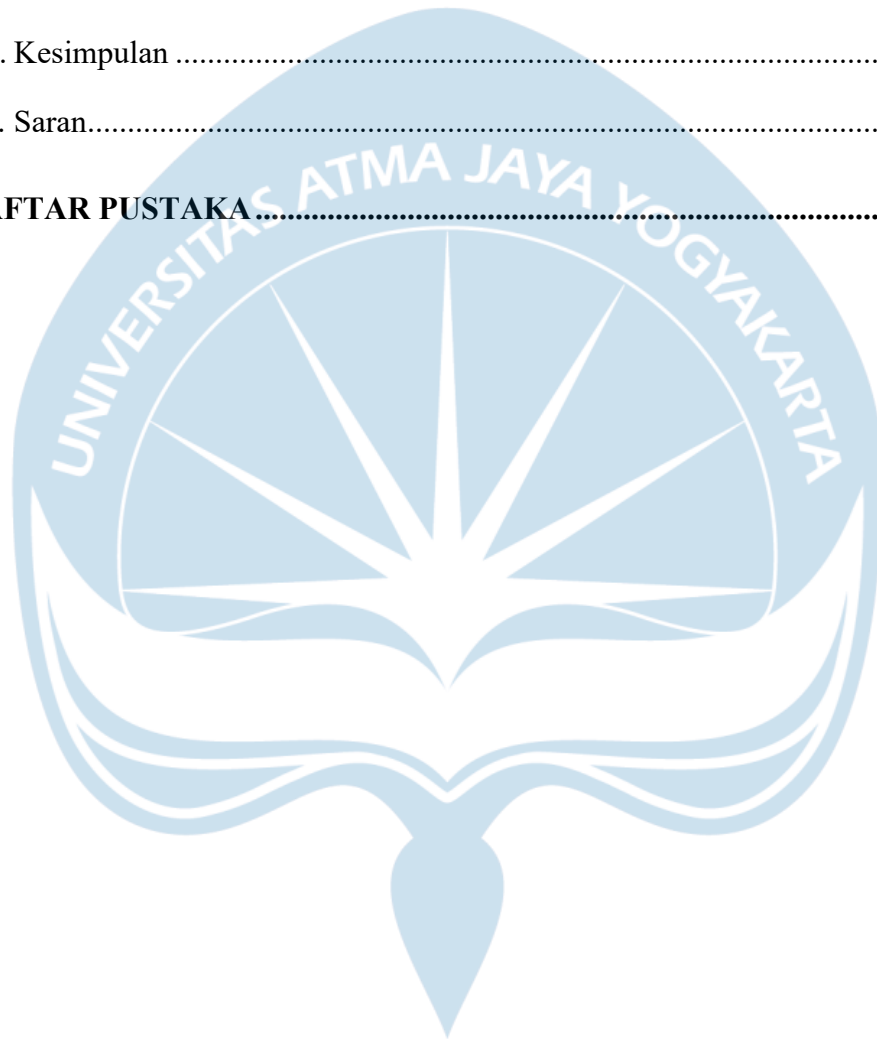 . Kesimpulan ........................................................................................
. Saran...................................................................................................
AFTAR PUSTAKA .............................................................................
UNIVERSITAS ATMA JAYA YOGYAKARTA